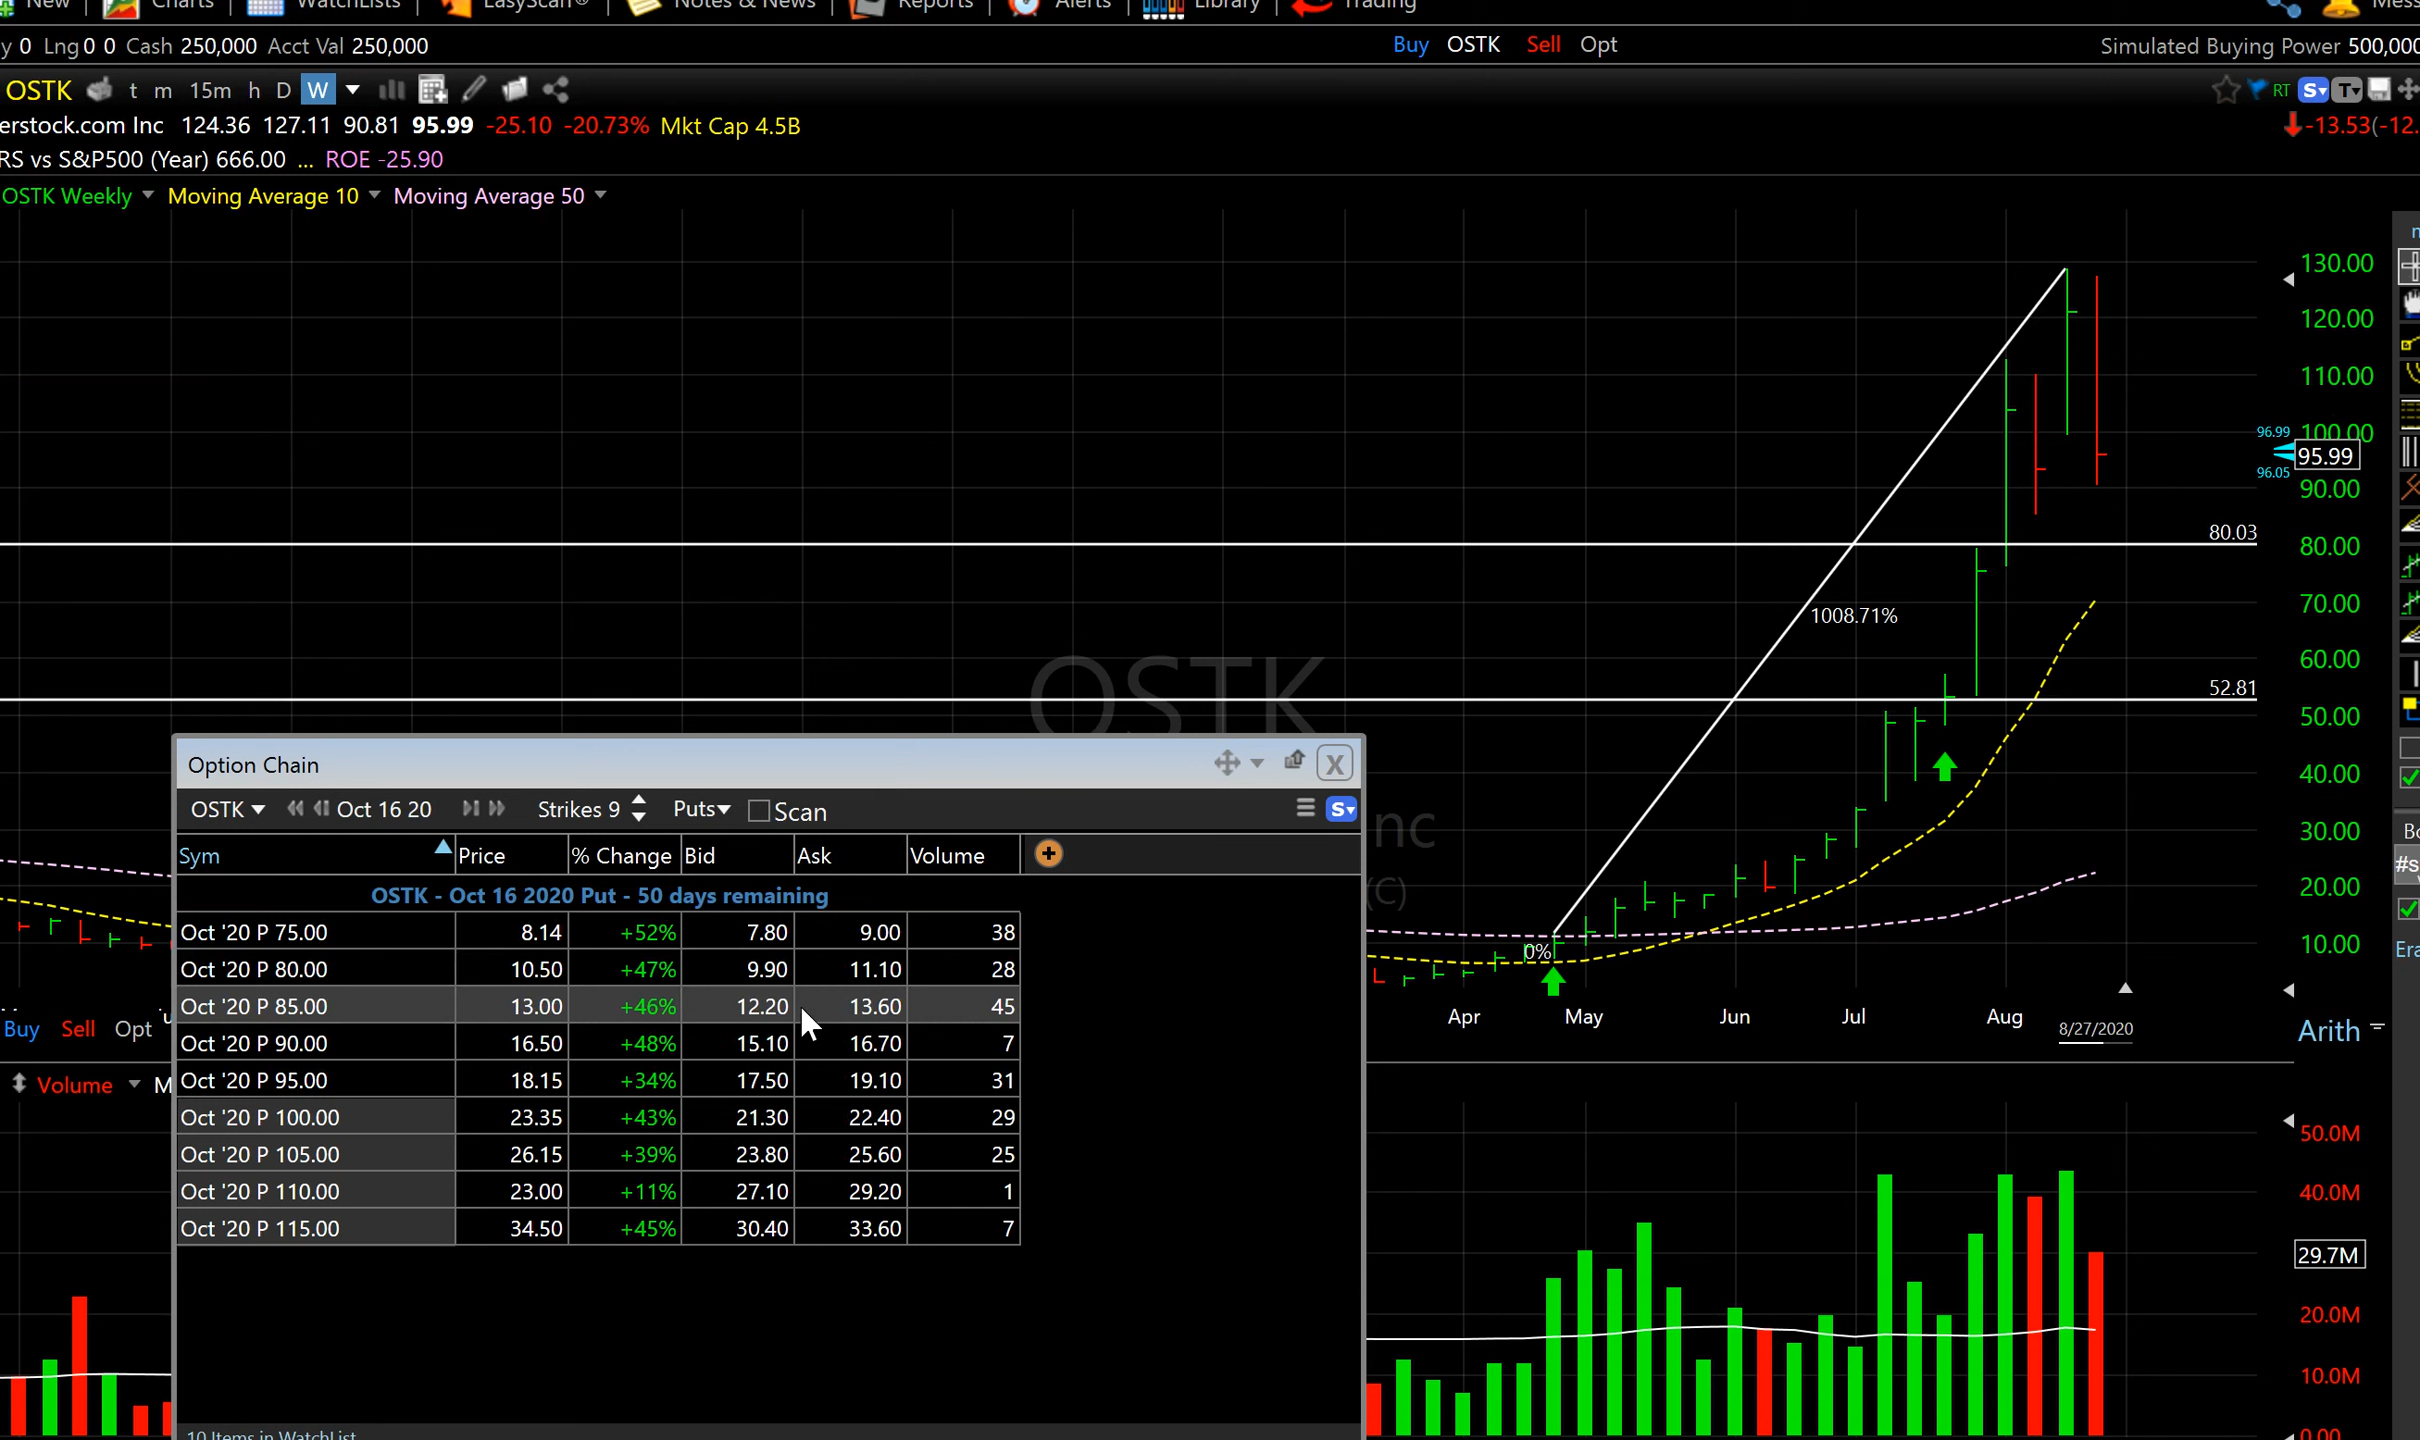 New Charts WatchLists EasyScan® Notes & News Reports Alerts Library Trading
y 0 Lng 0 0 Cash 250,000 Acct Val 250,000 Buy OSTK Sell Opt Simulated Buying Power 500,000
OSTK t m 15m h D W RT S T
erstock.com Inc 124.36 127.11 90.81 95.99 -25.10 -20.73% Mkt Cap 4.5B -13.53(-12.
RS vs S&P500 (Year) 666.00 ... ROE -25.90
OSTK Weekly Moving Average 10 Moving Average 50
130.00
120.00
110.00
96.99 100.00
95.99
96.05
90.00
80.03
80.00
1008.71%
70.00
60.00
52.81
50.00
OSTK
40.00
nc
30.00
(C)
20.00
0%
10.00
Option Chain X
OSTK Oct 16 20 Strikes 9 Puts Scan S
Sym Price % Change Bid Ask Volume
OSTK - Oct 16 2020 Put - 50 days remaining
Oct '20 P 75.00 8.14 +52% 7.80 9.00 38
Oct '20 P 80.00 10.50 +47% 9.90 11.10 28
Oct '20 P 85.00 13.00 +46% 12.20 13.60 45
Oct '20 P 90.00 16.50 +48% 15.10 16.70 7
Oct '20 P 95.00 18.15 +34% 17.50 19.10 31
Oct '20 P 100.00 23.35 +43% 21.30 22.40 29
Oct '20 P 105.00 26.15 +39% 23.80 25.60 25
Oct '20 P 110.00 23.00 +11% 27.10 29.20 1
Oct '20 P 115.00 34.50 +45% 30.40 33.60 7
10 Items in WatchList
Apr May Jun Jul Aug 8/27/2020
Arith
Buy Sell Opt
Volume M
50.0M
40.0M
29.7M
20.0M
10.0M
0.00
#s
Era